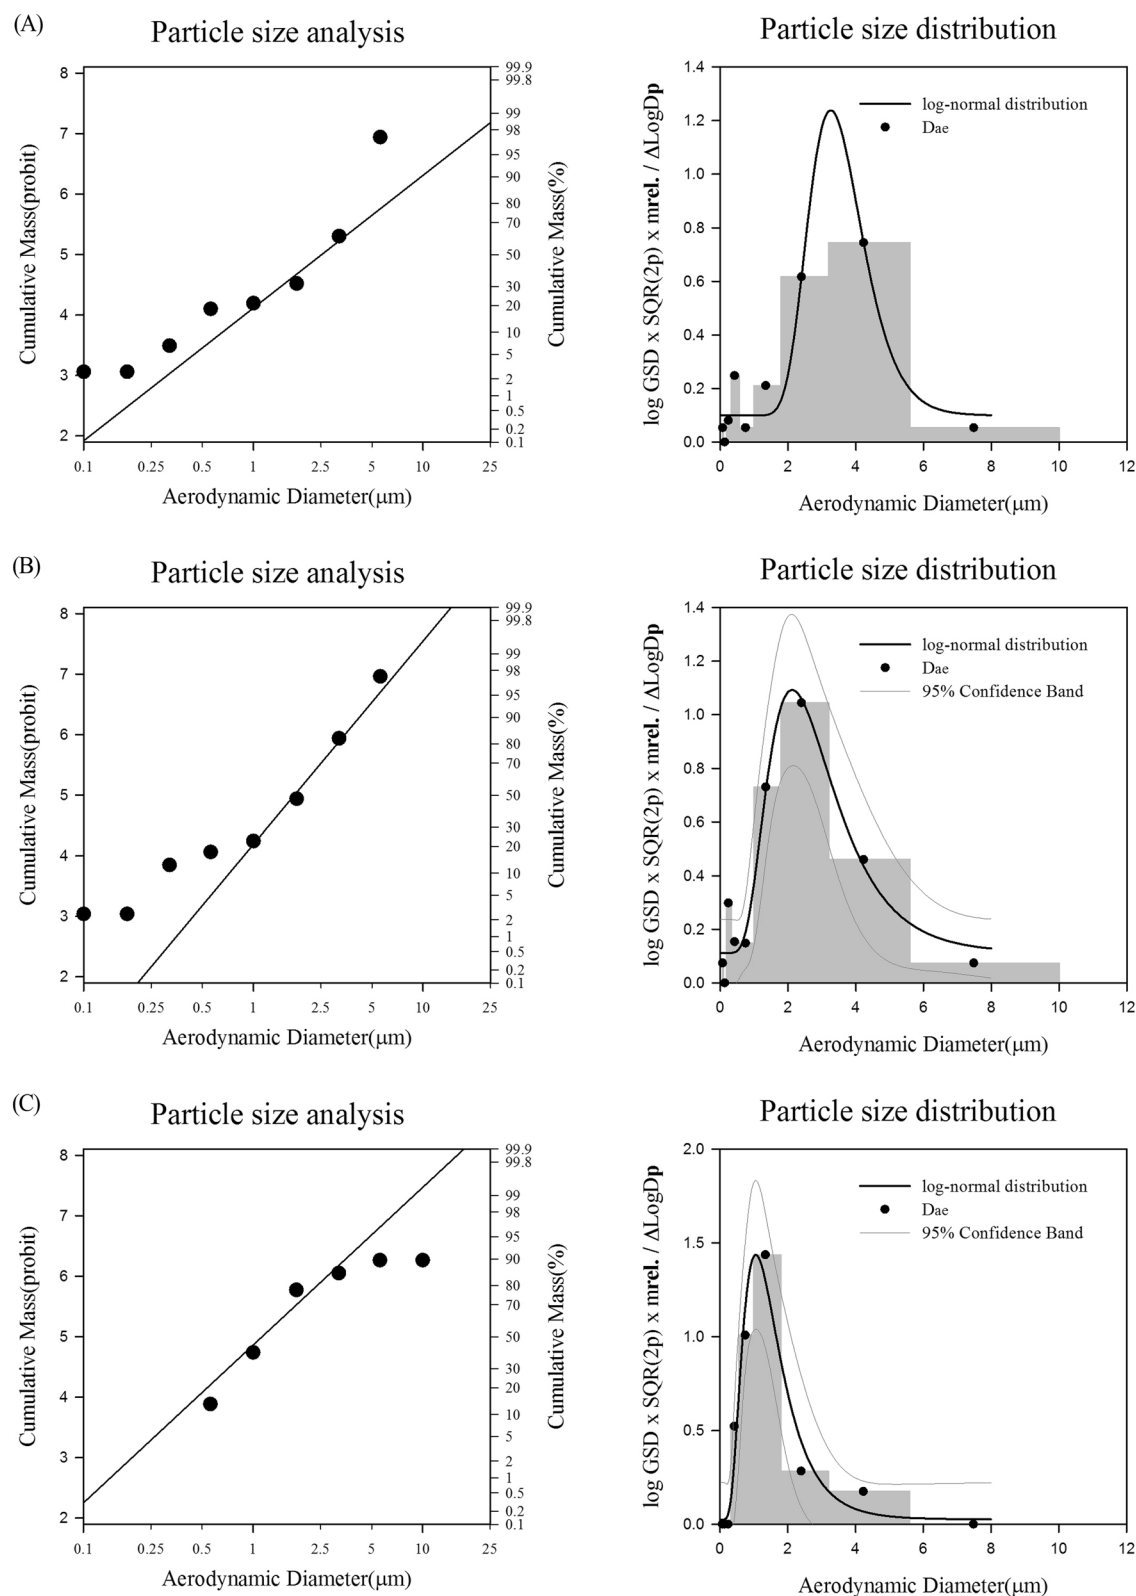 (A)
Particle size analysis
Cumulative Mass(probit)
8
7
6
5
4
3
2
99.9
99.8
99
98
95
90
80
70
50
30
20
10
5
2
1
0.5
0.2
0.1
Cumulative Mass(%)
0.1 0.25 0.5 1 2.5 5 10 25
Aerodynamic Diameter(μm)
Particle size distribution
log GSD x SQR(2p) x mrel. / ΔLogDp
1.4
1.2
1.0
0.8
0.6
0.4
0.2
0.0
log-normal distribution
Dae
0 2 4 6 8 10 12
Aerodynamic Diameter(μm)
(B)
Particle size analysis
Cumulative Mass(probit)
8
7
6
5
4
3
2
99.9
99.8
99
98
95
90
80
70
50
30
20
10
5
2
1
0.5
0.2
0.1
Cumulative Mass(%)
0.1 0.25 0.5 1 2.5 5 10 25
Aerodynamic Diameter(μm)
Particle size distribution
log GSD x SQR(2p) x mrel. / ΔLogDp
1.4
1.2
1.0
0.8
0.6
0.4
0.2
0.0
log-normal distribution
Dae
95% Confidence Band
0 2 4 6 8 10 12
Aerodynamic Diameter(μm)
(C)
Particle size analysis
Cumulative Mass(probit)
8
7
6
5
4
3
2
99.9
99.8
99
98
95
90
80
70
50
30
20
10
5
2
1
0.5
0.2
0.1
Cumulative Mass(%)
0.1 0.25 0.5 1 2.5 5 10 25
Aerodynamic Diameter(μm)
Particle size distribution
log GSD x SQR(2p) x mrel. / ΔLogDp
2.0
1.5
1.0
0.5
0.0
log-normal distribution
Dae
95% Confidence Band
0 2 4 6 8 10 12
Aerodynamic Diameter(μm)